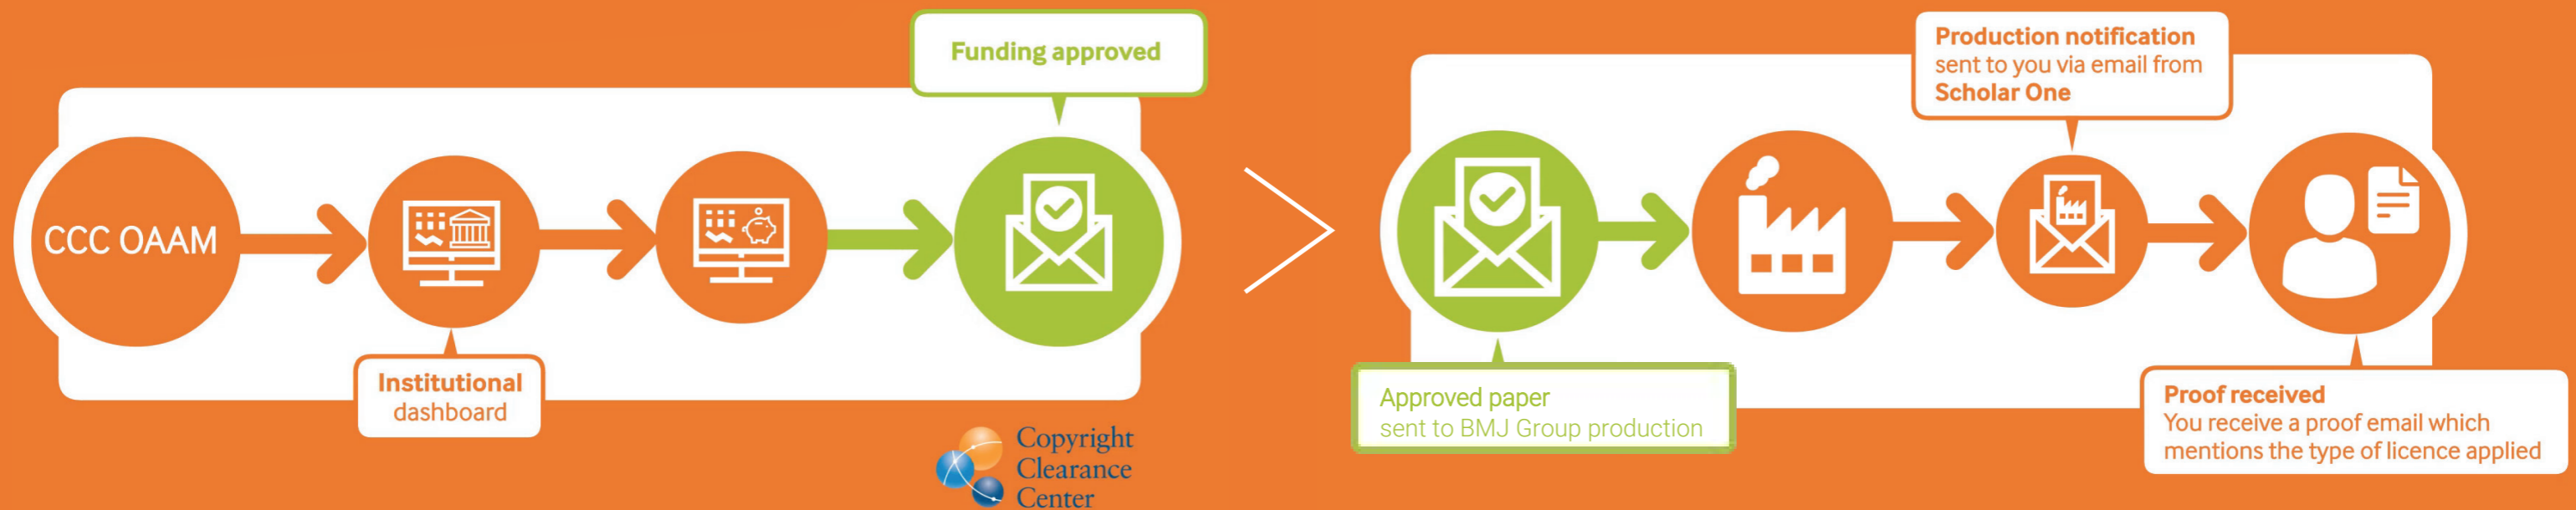 CCC OAAM
Institutional
dashboard
Funding approved
Copyright
Clearance
Center
Approved paper
sent to BMJ Group production
Production notification
sent to you via email from
Scholar One
Proof received
You receive a proof email which
mentions the type of licence applied